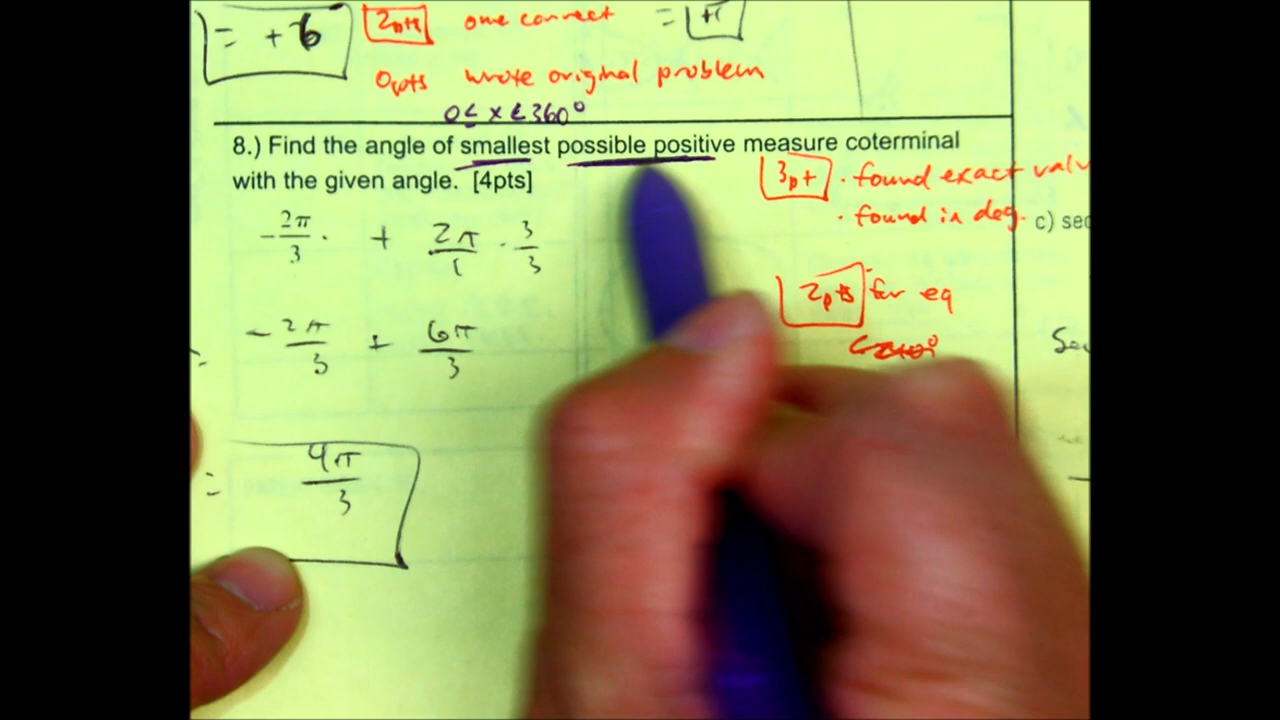 = +6 2pts one correct = +1
0pts wrote original problem
0≤ x < 360°
8.) Find the angle of smallest possible positive measure coterminal
with the given angle. [4pts]
3pt · found exact val
· found in deg.
c) sec
-2π/3 · + 2π/1 · 3/3
2pts for eq
= -2π/3 + 6π/3
= 4π/3